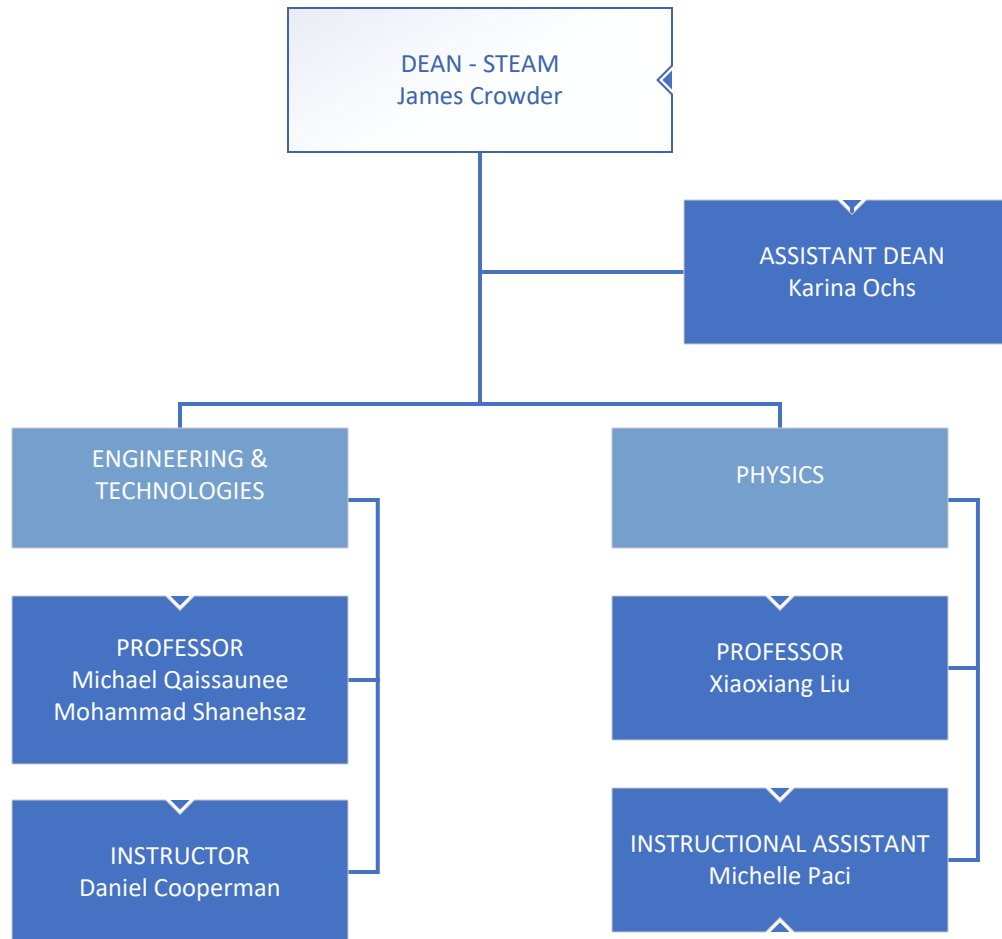 DEAN - STEAM
James Crowder
ASSISTANT DEAN
Karina Ochs
ENGINEERING &
TECHNOLOGIES
PROFESSOR
Michael Qaissaunee
Mohammad Shanehsaz
INSTRUCTOR
Daniel Cooperman
PHYSICS
PROFESSOR
Xiaoxiang Liu
INSTRUCTIONAL ASSISTANT
Michelle Paci